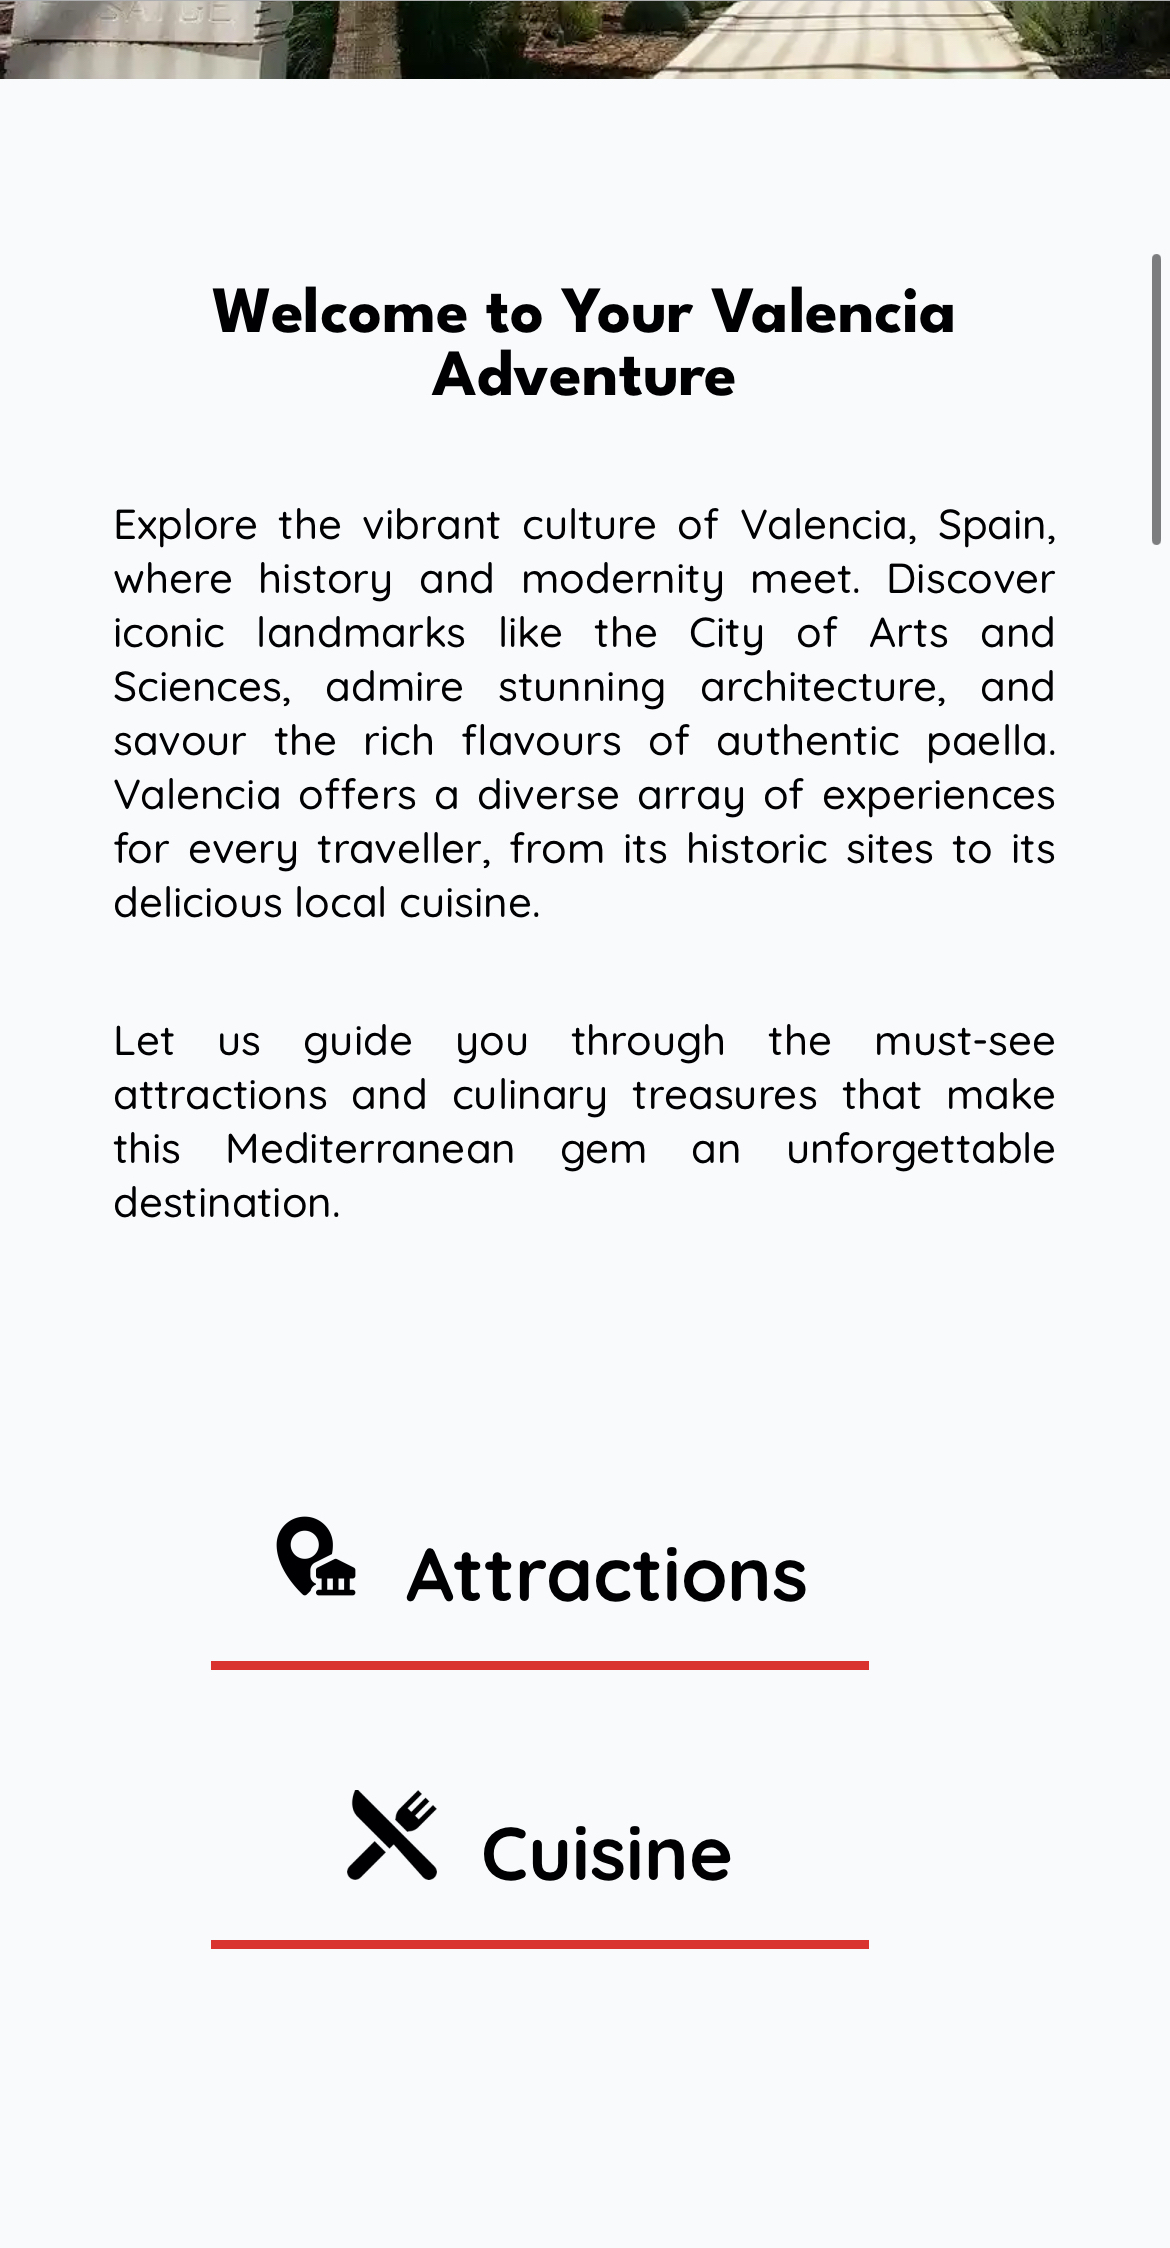 Welcome to Your Valencia
Adventure
Explore the vibrant culture of Valencia, Spain,
where history and modernity meet. Discover
iconic landmarks like the City of Arts and
Sciences, admire stunning architecture, and
savour the rich flavours of authentic paella.
Valencia offers a diverse array of experiences
for every traveller, from its historic sites to its
delicious local cuisine.
Let us guide you through the must-see
attractions and culinary treasures that make
this Mediterranean gem an unforgettable
destination.
Attractions
Cuisine